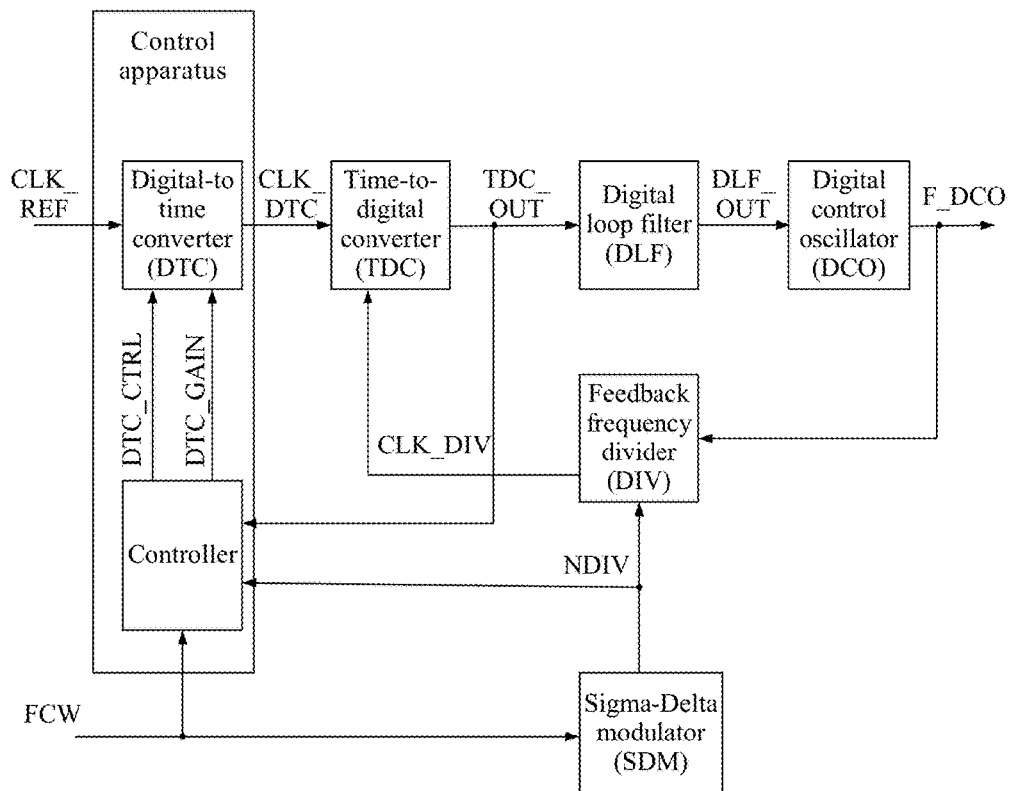 Control
apparatus
CLK_
REF
Digital-to
time
converter
(DTC)
CLK_
DTC
Time-to-
digital
converter
(TDC)
TDC_
OUT
Digital
loop filter
(DLF)
DLF_
OUT
Digital
control
oscillator
(DCO)
F_DCO
DTC_CTRL
DTC_GAIN
CLK_DIV
Feedback
frequency
divider
(DIV)
Controller
NDIV
FCW
Sigma-Delta
modulator
(SDM)